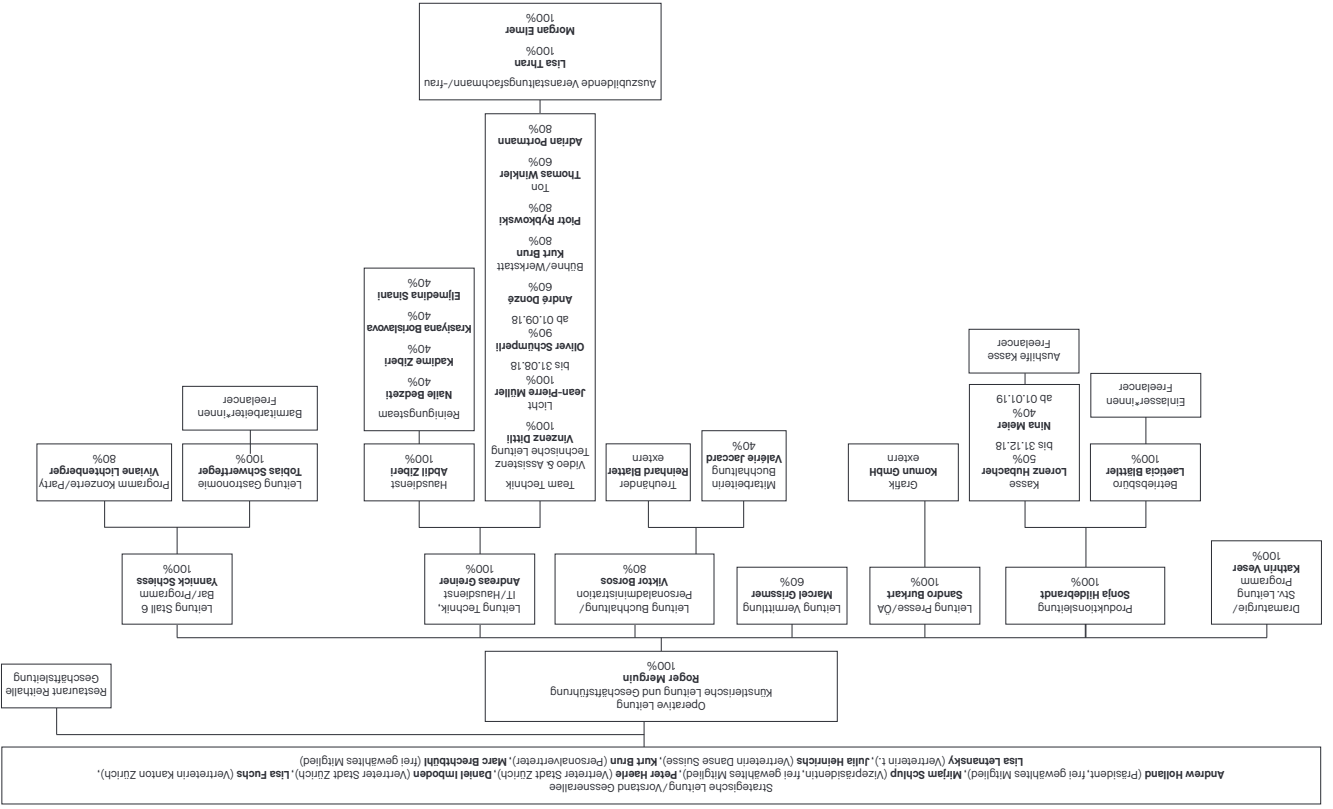 Strategische Leitung/Vorstand Gessnerallee
Andrew Holland (Präsident, frei gewähltes Mitglied), Mirjam Schlup (Vizepräsidentin, frei gewähltes Mitglied), Peter Haerle (Vertreter Stadt Zürich), Daniel Imboden (Vertreter Stadt Zürich), Lisa Fuchs (Vertreterin Kanton Zürich),
Lisa Letnansky (Vertreterin t.), Julia Heinrichs (Vertreterin Danse Suisse), Kurt Brun (Personalvertreter), Marc Brechtbühl (frei gewähltes Mitglied)
Operative Leitung
Künstlerische Leitung und Geschäftsführung
Roger Merguin
100%
Restaurant Reithalle
Geschäftsleitung
Dramaturgie/
Stv. Leitung
Programm
Kathrin Veser
100%
Produktionsleitung
Sonja Hildebrandt
100%
Leitung Presse/ÖA
Sandro Burkart
100%
Leitung Vermittlung
Marcel Grissmer
60%
Leitung Buchhaltung/
Personaladministration
Viktor Borsos
80%
Leitung Technik,
IT/Hausdienst
Andreas Greiner
100%
Leitung Stall 6
Bar/Programm
Yannick Schiess
100%
Betriebsbüro
Laeticia Blättler
100%
Einlasser*innen
Freelancer
Kasse
Lorenz Hubacher
50%
bis 31.12.18
Nina Meier
40%
ab 01.01.19
Aushilfe Kasse
Freelancer
Grafik
Komun GmbH
extern
Mitarbeiterin
Buchhaltung
Valérie Jaccard
40%
Treuhänder
Reinhard Blatter
extern
Team Technik
Video & Assistenz
Technische Leitung
Vinzenz Dittli
100%
Licht
Jean-Pierre Müller
100%
bis 31.08.18
Oliver Schümperli
90%
ab 01.09.18
André Donzé
60%
Bühne/Werkstatt
Kurt Brun
80%
Piotr Rybkowski
80%
Ton
Thomas Winkler
60%
Adrian Portmann
80%
Auszubildende Veranstaltungsfachmann/-frau
Lisa Thran
100%
Morgan Elmer
100%
Hausdienst
Abdil Ziberi
100%
Reinigungsteam
Naile Bedzeti
40%
Kadime Ziberi
40%
Krasiyana Borislavova
40%
Eljmedina Sinani
40%
Leitung Gastronomie
Tobias Schwertfeger
100%
Barmitarbeiter*innen
Freelancer
Programm Konzerte/Party
Viviane Lichtenberger
80%